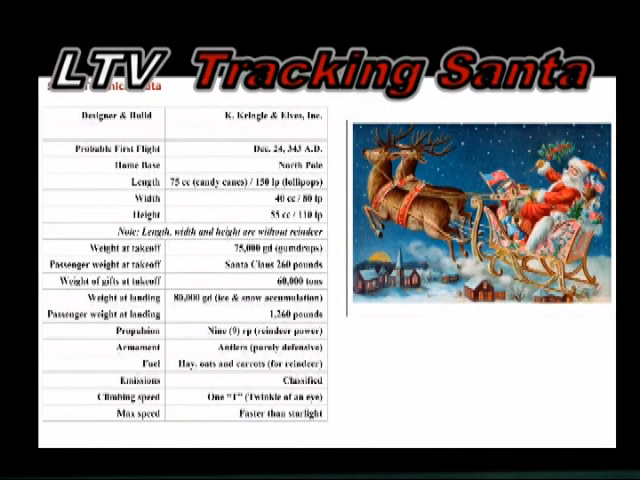 LTV Tracking Santa
Designer & Build K. Kringle & Elves, Inc.
Probable First Flight Dec. 24, 343 A.D.
Home Base North Pole
Length 75 cc (candy canes) / 150 lp (lollipops)
Width 40 cc / 80 lp
Height 55 cc / 110 lp
Note: Length, width and height are without reindeer
Weight at takeoff 75,000 gd (gumdrops)
Passenger weight at takeoff Santa Claus 260 pounds
Weight of gifts at takeoff 60,000 tons
Weight at landing 80,000 gd (ice & snow accumulation)
Passenger weight at landing 1,260 pounds
Propulsion Nine (9) rp (reindeer power)
Armament Antlers (purely defensive)
Fuel Hay, oats and carrots (for reindeer)
Emissions Classified
Climbing speed One "T" (Twinkle of an eye)
Max speed Faster than starlight